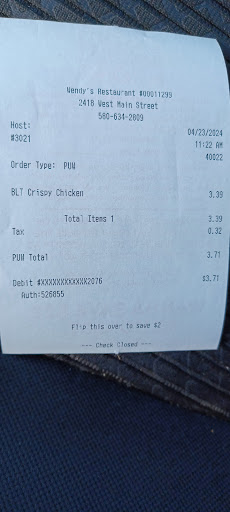 Wendy's Restaurant #00011299
2418 West Main Street
580-634-2809
Host:
04/23/2024
#3021
11:22 AM
40022
Order Type: PUW
BLT Crispy Chicken 3.39
Total Items 1 3.39
Tax 0.32
PUW Total 3.71
Debit #XXXXXXXXXXXX2076 $3.71
Auth:526855
Flip this over to save $2
--- Check Closed ---